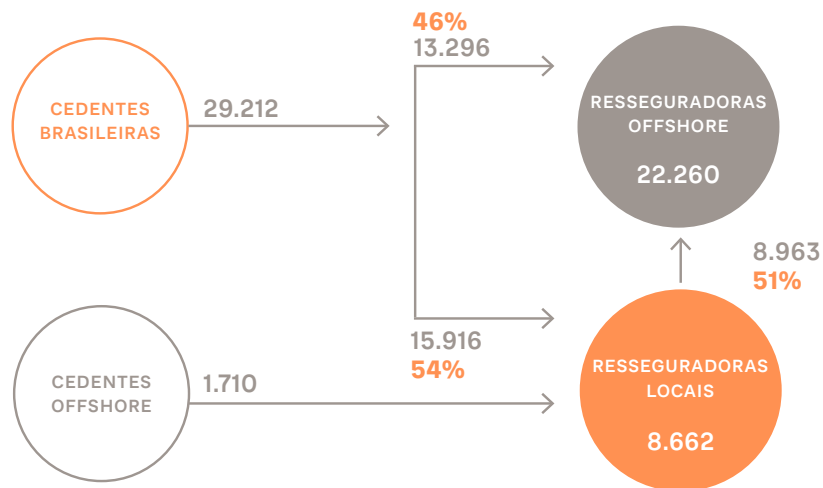 46%
13.296
CEDENTES
BRASILEIRAS
29.212
RESSEGURADORAS
OFFSHORE
22.260
8.963
51%
15.916
54%
CEDENTES
OFFSHORE
1.710
RESSEGURADORAS
LOCAIS
8.662